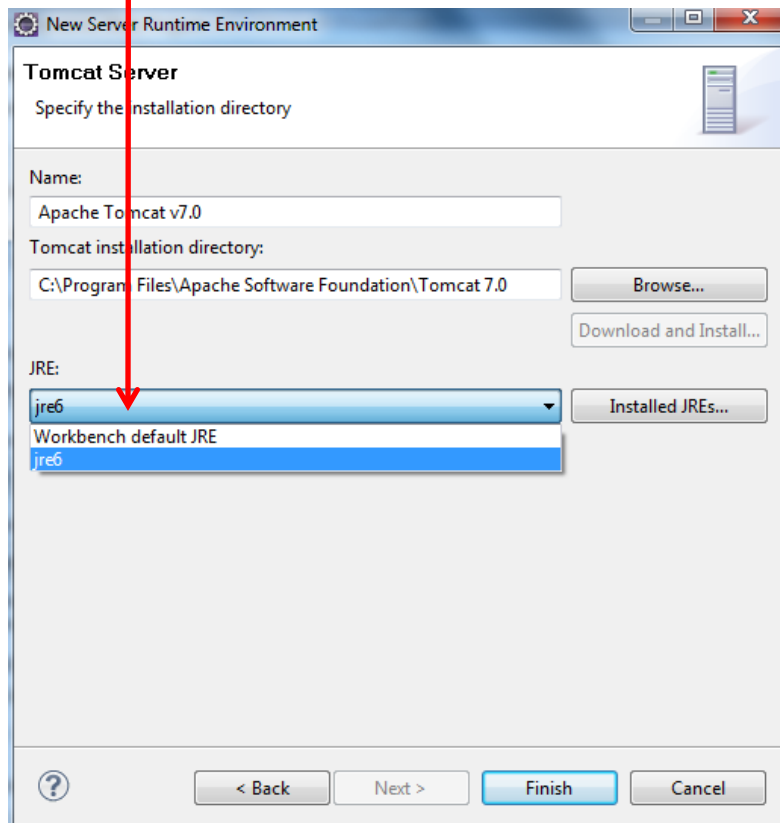 New Server Runtime Environment
Tomcat Server
Specify the installation directory
Name:
Apache Tomcat v7.0
Tomcat installation directory:
C:\Program Files\Apache Software Foundation\Tomcat 7.0
Browse...
Download and Install...
JRE:
jre6
Installed JREs...
Workbench default JRE
jre6
?
< Back
Next >
Finish
Cancel